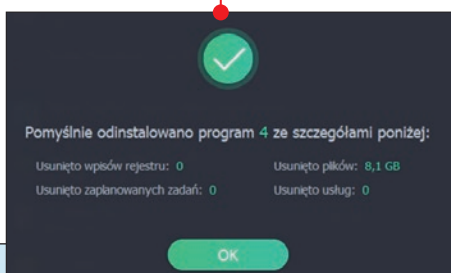 Pomyślnie odinstalowano program 4 ze szczegółami poniżej:
Usunięto wpisów rejestru: 0 Usunięto plików: 8,1 GB
Usunięto zaplanowanych zadań: 0 Usunięto usług: 0
OK